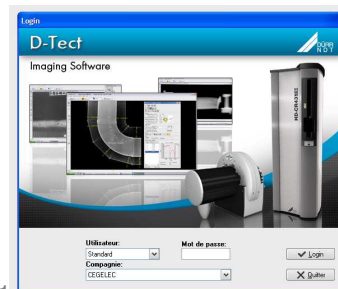 Login
D-Tect
DÜRR
NDT
Imaging Software
HD-CR 43NDT
Utilisateur:
Mot de passe:
Standard
Compagnie:
CEGELEC
Login
Quitter